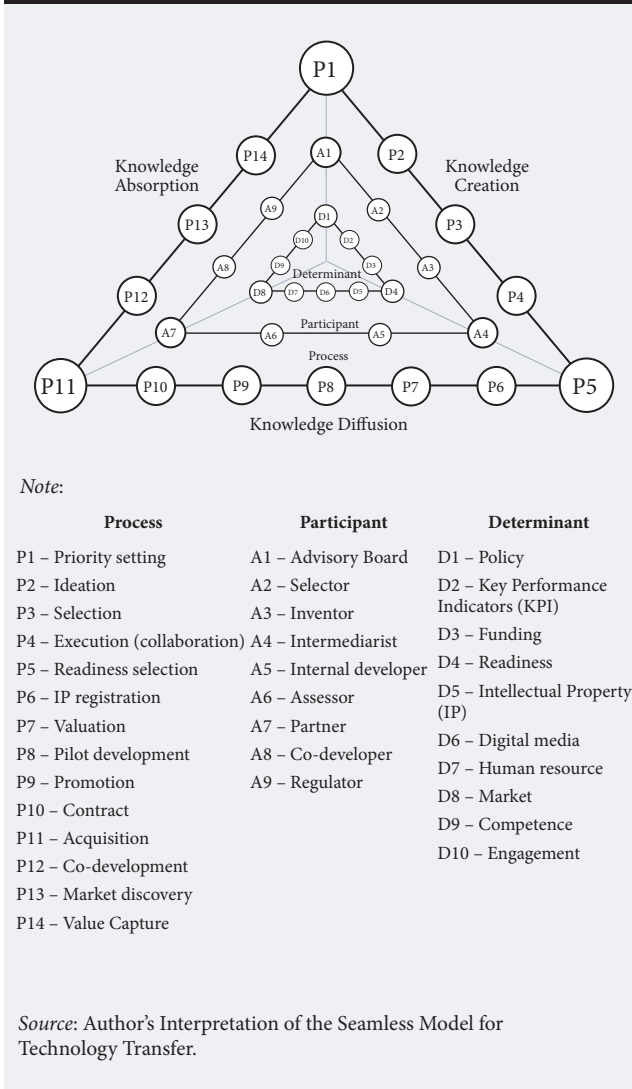 P1
P14
A1
P2
Knowledge
Absorption
Knowledge
Creation
A9
A2
P13
D1
P3
D10
D2
A8
D9
D3
A3
Determinant
P12
D8
D7
D6
D5
D4
P4
A7
Participant
A4
A6
A5
Process
P11
P10
P9
P8
P7
P6
P5
Knowledge Diffusion
Note:
Process
P1 – Priority setting
P2 – Ideation
P3 – Selection
P4 – Execution (collaboration)
P5 – Readiness selection
P6 – IP registration
P7 – Valuation
P8 – Pilot development
P9 – Promotion
P10 – Contract
P11 – Acquisition
P12 – Co-development
P13 – Market discovery
P14 – Value Capture
Participant
A1 – Advisory Board
A2 – Selector
A3 – Inventor
A4 – Intermediarist
A5 – Internal developer
A6 – Assessor
A7 – Partner
A8 – Co-developer
A9 – Regulator
Determinant
D1 – Policy
D2 – Key Performance
Indicators (KPI)
D3 – Funding
D4 – Readiness
D5 – Intellectual Property
(IP)
D6 – Digital media
D7 – Human resource
D8 – Market
D9 – Competence
D10 – Engagement
Source: Author's Interpretation of the Seamless Model for
Technology Transfer.